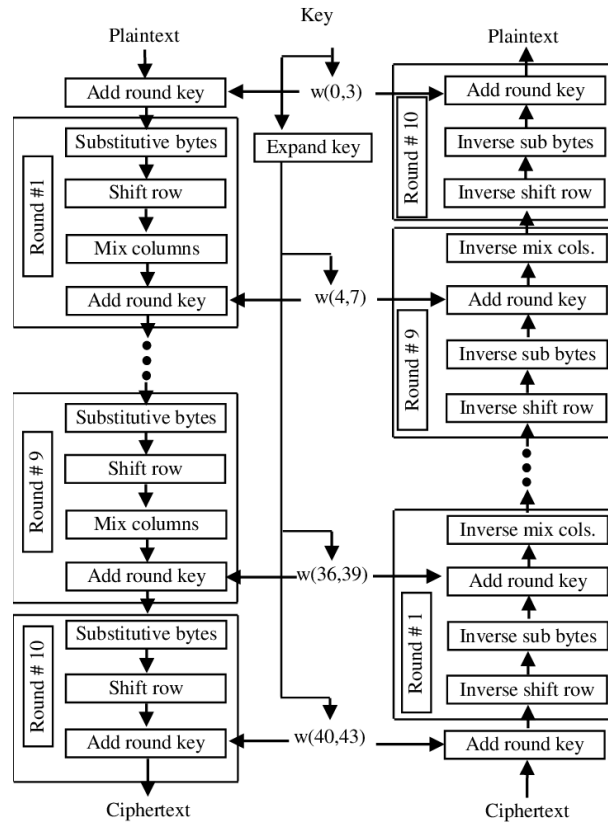 Key
Plaintext
Add round key
Round #1
Substitutive bytes
Shift row
Mix columns
Add round key
Round # 9
Substitutive bytes
Shift row
Mix columns
Add round key
Round # 10
Substitutive bytes
Shift row
Add round key
Ciphertext
w(0,3)
Expand key
w(4,7)
w(36,39)
w(40,43)
Plaintext
Round # 10
Add round key
Inverse sub bytes
Inverse shift row
Round # 9
Inverse mix cols.
Add round key
Inverse sub bytes
Inverse shift row
Round # 1
Inverse mix cols.
Add round key
Inverse sub bytes
Inverse shift row
Add round key
Ciphertext